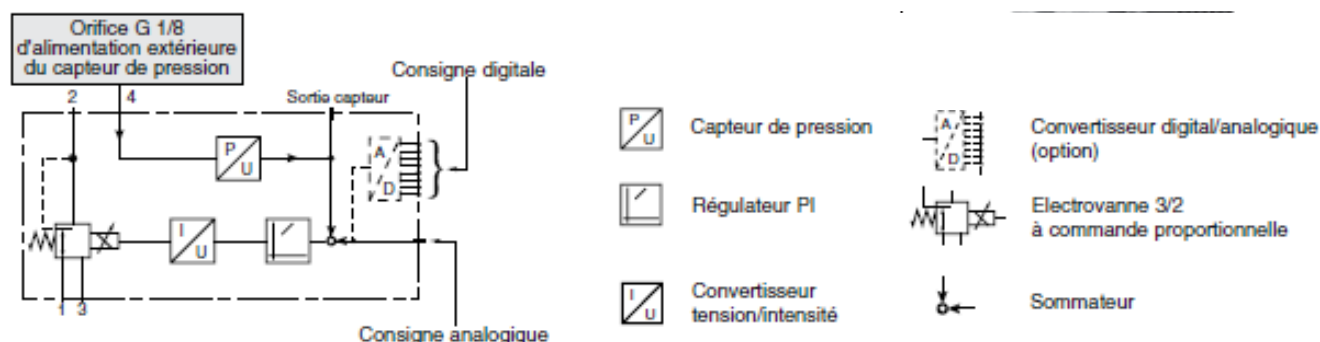 Orifice G 1/8
d'alimentation extérieure
du capteur de pression
Consigne digitale
2
4
Sortie capteur
P
U
A
D
I
U
1 3
Consigne analogique
P
U
Capteur de pression
Régulateur PI
I
U
Convertisseur
tension/intensité
A
D
Convertisseur digital/analogique
(option)
Electrovanne 3/2
à commande proportionnelle
Sommateur